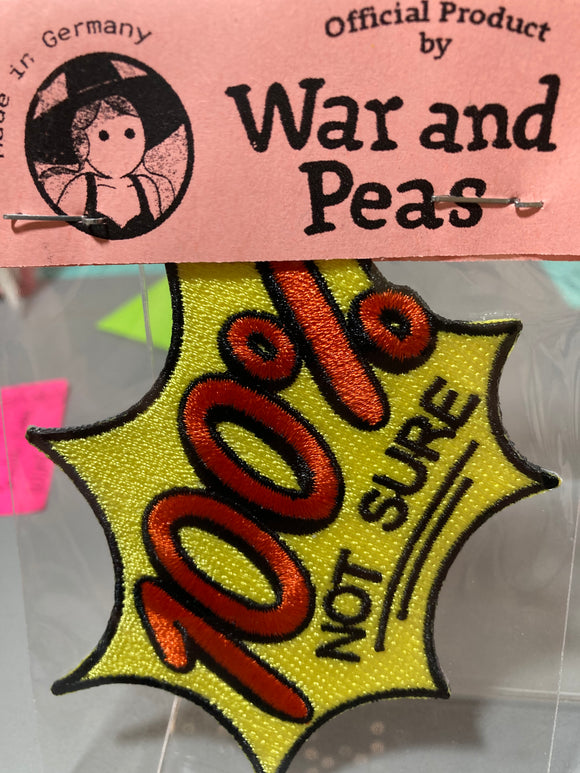 Made in Germany
Official Product
by
War and
Peas
100%
NOT SURE